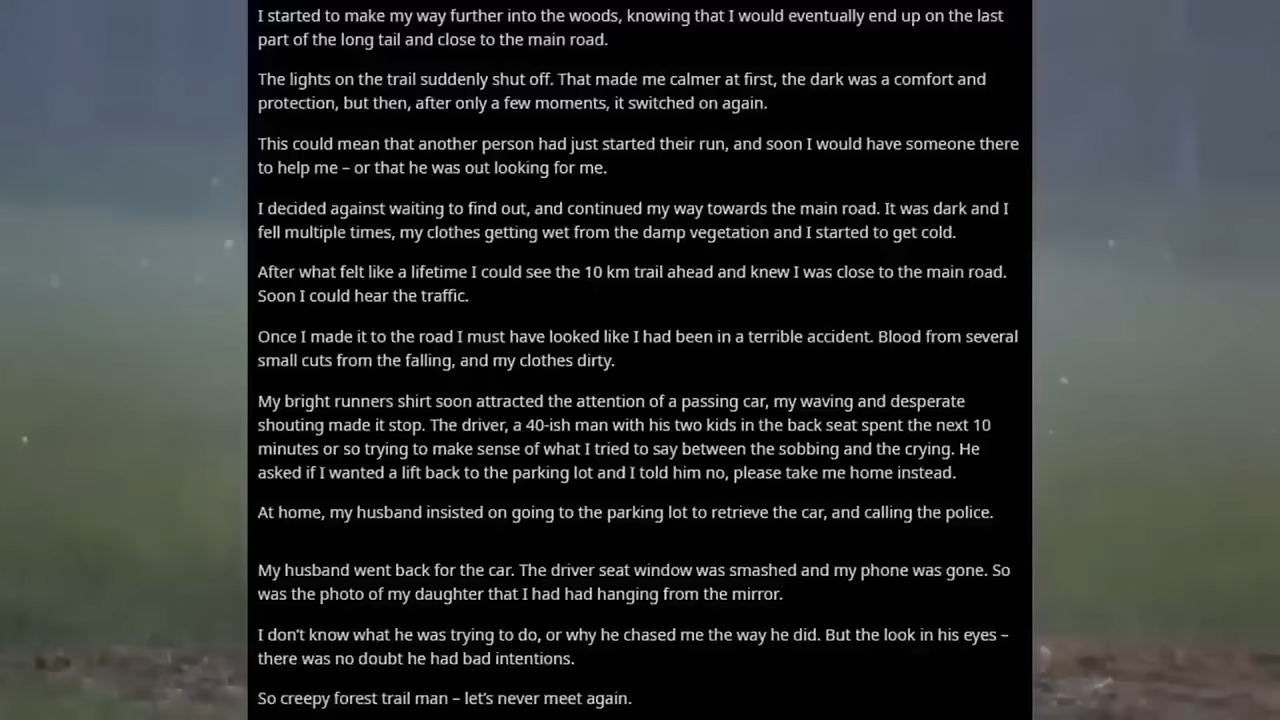 I started to make my way further into the woods, knowing that I would eventually end up on the last
part of the long tail and close to the main road.
The lights on the trail suddenly shut off. That made me calmer at first, the dark was a comfort and
protection, but then, after only a few moments, it switched on again.
This could mean that another person had just started their run, and soon I would have someone there
to help me – or that he was out looking for me.
I decided against waiting to find out, and continued my way towards the main road. It was dark and I
fell multiple times, my clothes getting wet from the damp vegetation and I started to get cold.
After what felt like a lifetime I could see the 10 km trail ahead and knew I was close to the main road.
Soon I could hear the traffic.
Once I made it to the road I must have looked like I had been in a terrible accident. Blood from several
small cuts from the falling, and my clothes dirty.
My bright runners shirt soon attracted the attention of a passing car, my waving and desperate
shouting made it stop. The driver, a 40-ish man with his two kids in the back seat spent the next 10
minutes or so trying to make sense of what I tried to say between the sobbing and the crying. He
asked if I wanted a lift back to the parking lot and I told him no, please take me home instead.
At home, my husband insisted on going to the parking lot to retrieve the car, and calling the police.
My husband went back for the car. The driver seat window was smashed and my phone was gone. So
was the photo of my daughter that I had had hanging from the mirror.
I don’t know what he was trying to do, or why he chased me the way he did. But the look in his eyes –
there was no doubt he had bad intentions.
So creepy forest trail man – let’s never meet again.